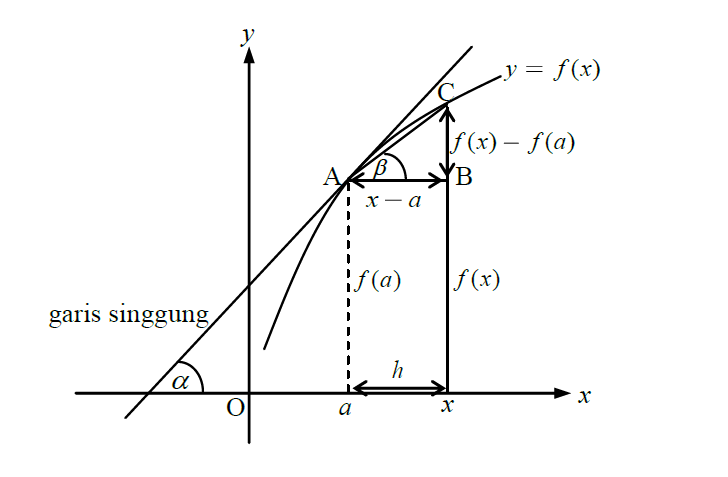 y
y = f(x)
C
f(x) – f(a)
A
β
B
x – a
f(a)
f(x)
garis singgung
h
α
x
O
a
x